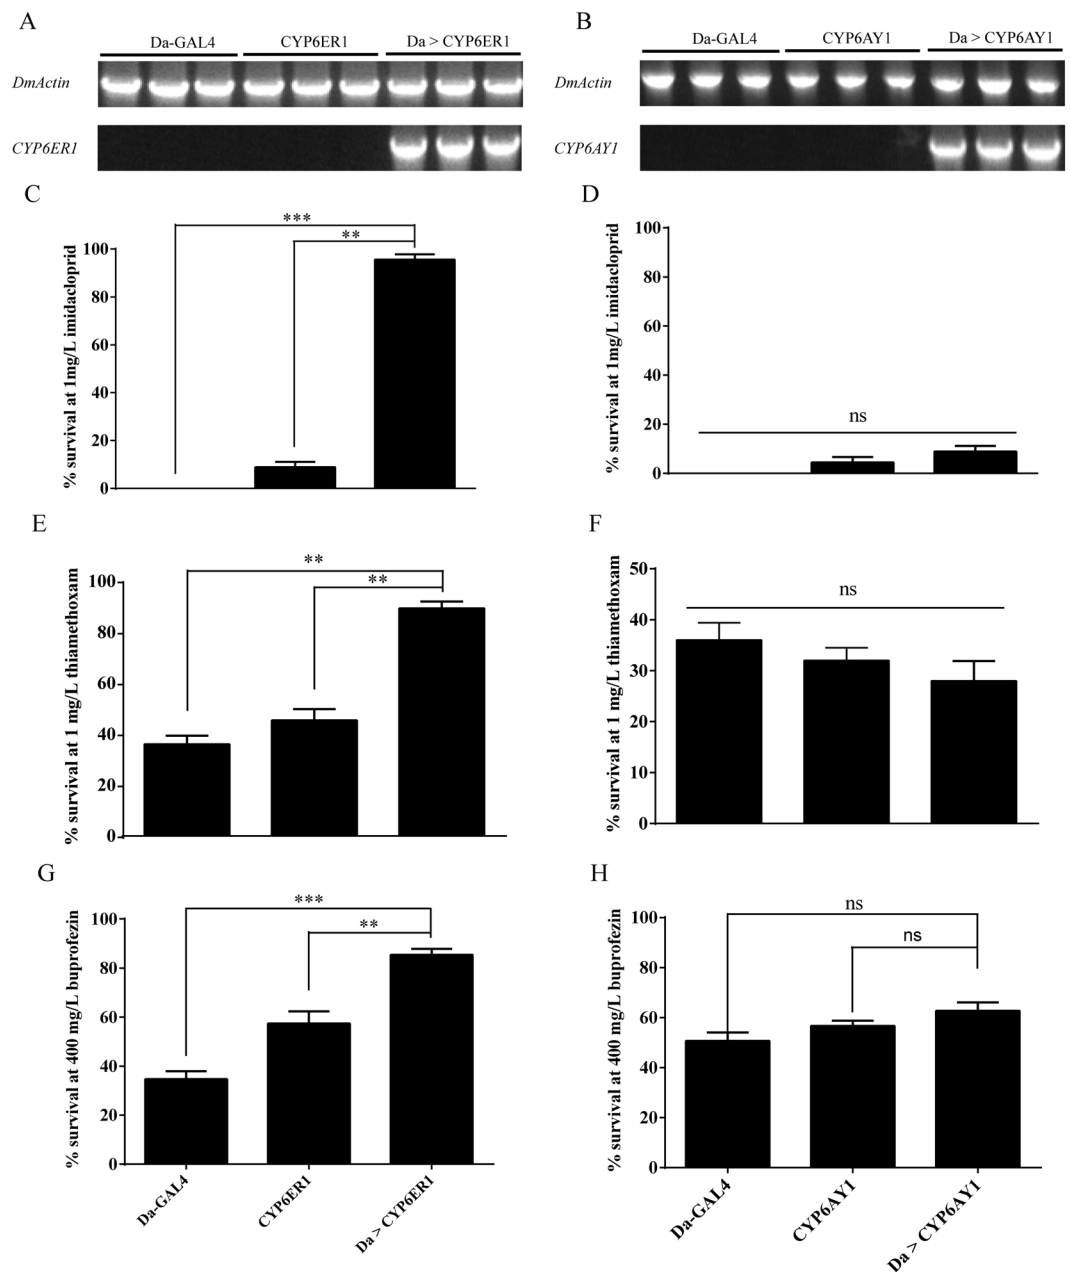 A
Da-GAL4 CYP6ER1 Da > CYP6ER1
DmActin
CYP6ER1
B
Da-GAL4 CYP6AY1 Da > CYP6AY1
DmActin
CYP6AY1
C
% survival at 1mg/L imidacloprid
100
80
60
40
20
0
***
**
D
% survival at 1mg/L imidacloprid
100
80
60
40
20
0
ns
E
% survival at 1 mg/L thiamethoxam
100
80
60
40
20
0
**
**
F
% survival at 1 mg/L thiamethoxam
50
40
30
20
10
0
ns
G
% survival at 400 mg/L buprofezin
100
80
60
40
20
0
***
**
Da-GAL4
CYP6ER1
Da > CYP6ER1
H
% survival at 400 mg/L buprofezin
100
80
60
40
20
0
ns
ns
Da-GAL4
CYP6AY1
Da > CYP6AY1